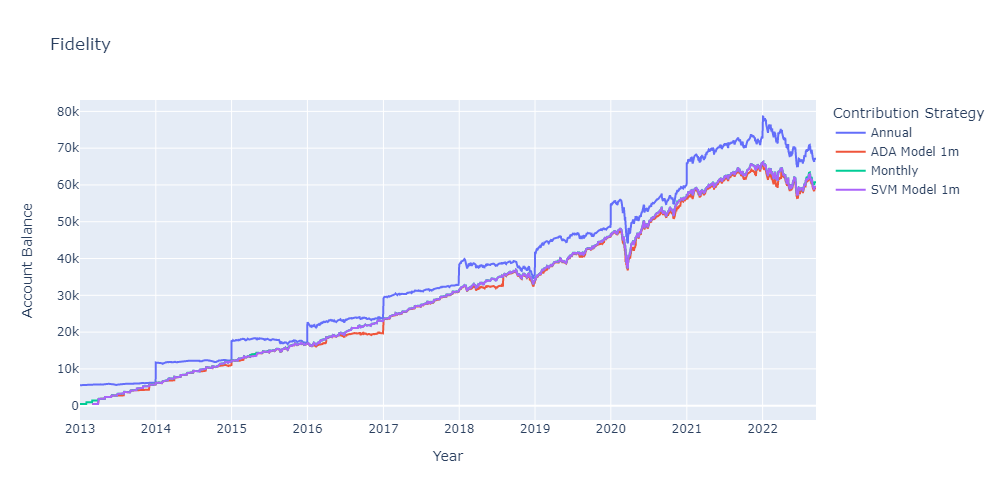 Fidelity
Contribution Strategy
Annual
ADA Model 1m
Monthly
SVM Model 1m
Account Balance
80k
70k
60k
50k
40k
30k
20k
10k
0
2013 2014 2015 2016 2017 2018 2019 2020 2021 2022
Year